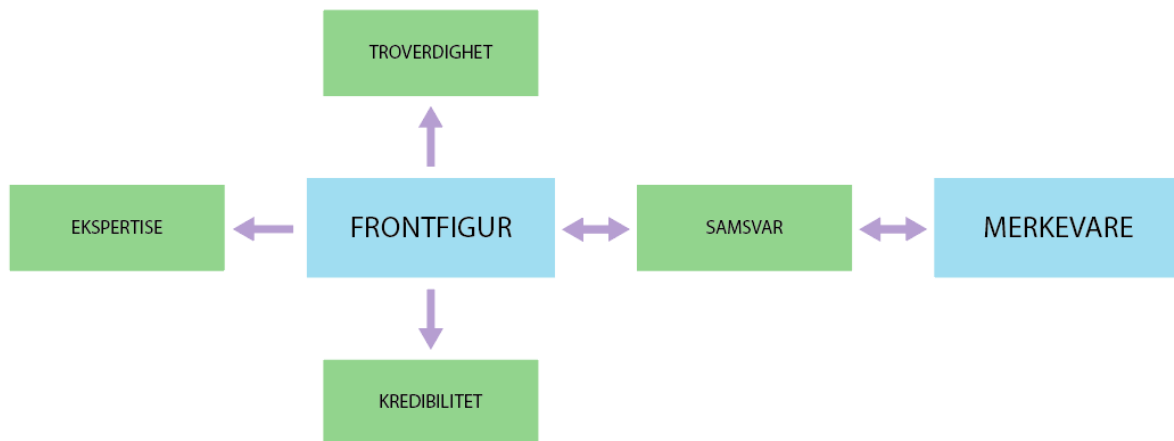 TROVERDIGHET
EKSPERTISE
FRONTFIGUR
SAMSVAR
MERKEVARE
KREDIBILITET